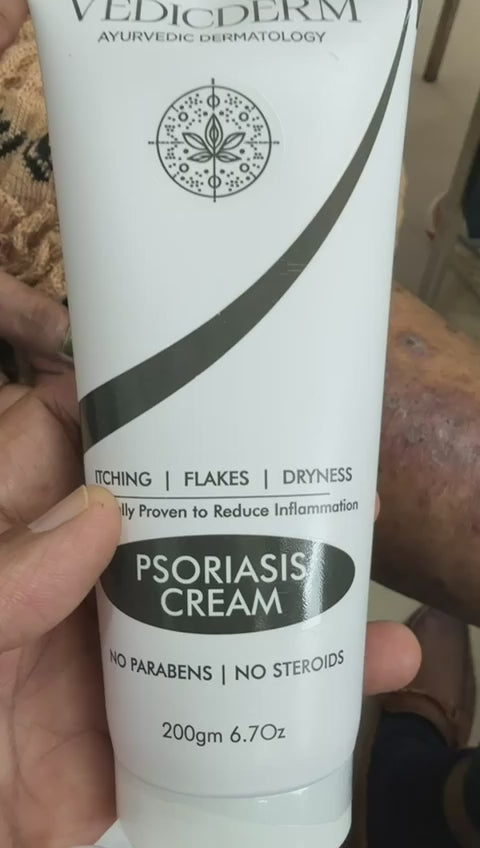 VEDICDERM
AYURVEDIC DERMATOLOGY
ITCHING | FLAKES | DRYNESS
Proven to Reduce Inflammation
PSORIASIS
CREAM
NO PARABENS | NO STEROIDS
200gm 6.7Oz